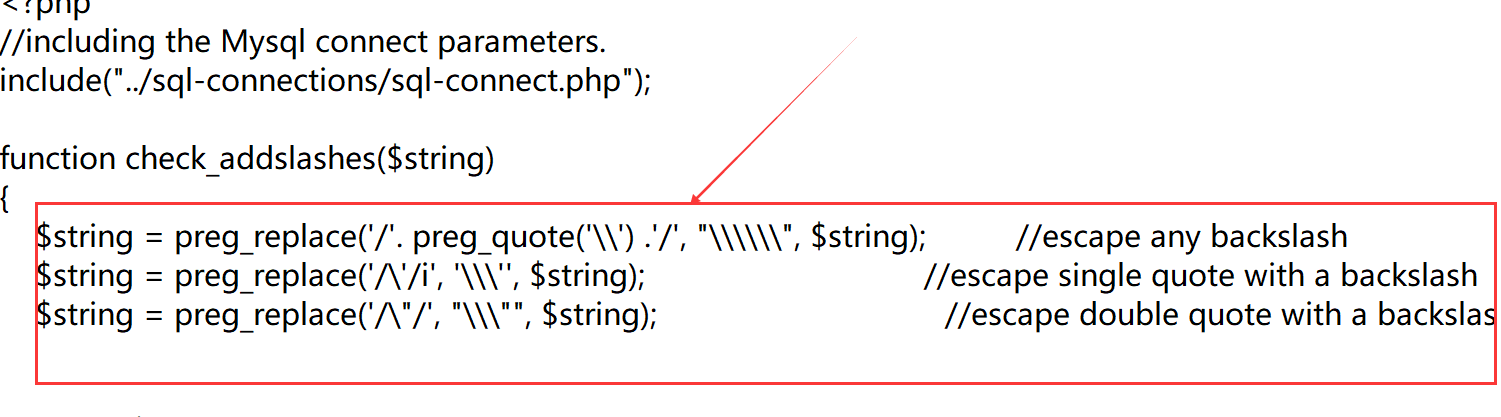 <?php
//including the Mysql connect parameters.
include("../sql-connections/sql-connect.php");
function check_addslashes($string)
{
$string = preg_replace('/'. preg_quote('\\') .'/', "\\\\\\", $string); //escape any backslash
$string = preg_replace('/\'/i', '\\\'', $string); //escape single quote with a backslash
$string = preg_replace('/\"/', "\\\"", $string); //escape double quote with a backslas